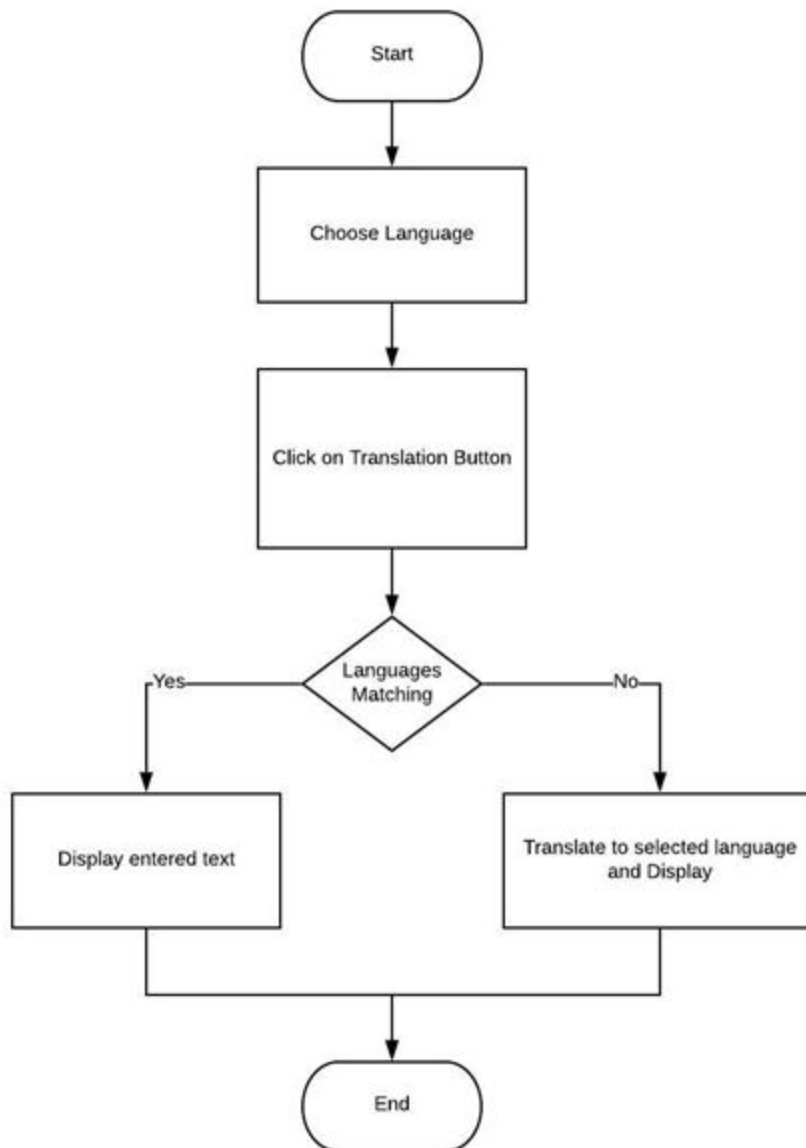 Start
Choose Language
Click on Translation Button
Languages
Matching
Yes
No
Display entered text
Translate to selected language
and Display
End